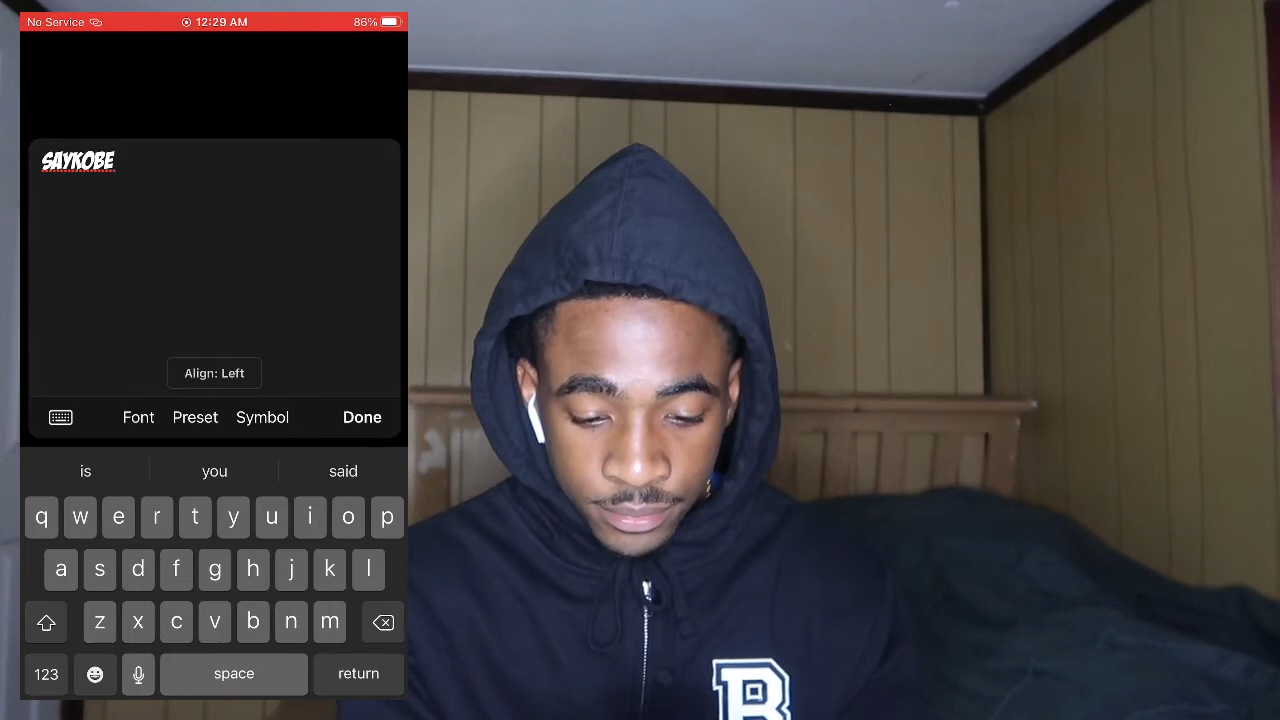 No Service 12:29 AM 86%
SAYKOBE
Align: Left
Font Preset Symbol Done
is you said
q w e r t y u i o p
a s d f g h j k l
z x c v b n m
123 space return
B